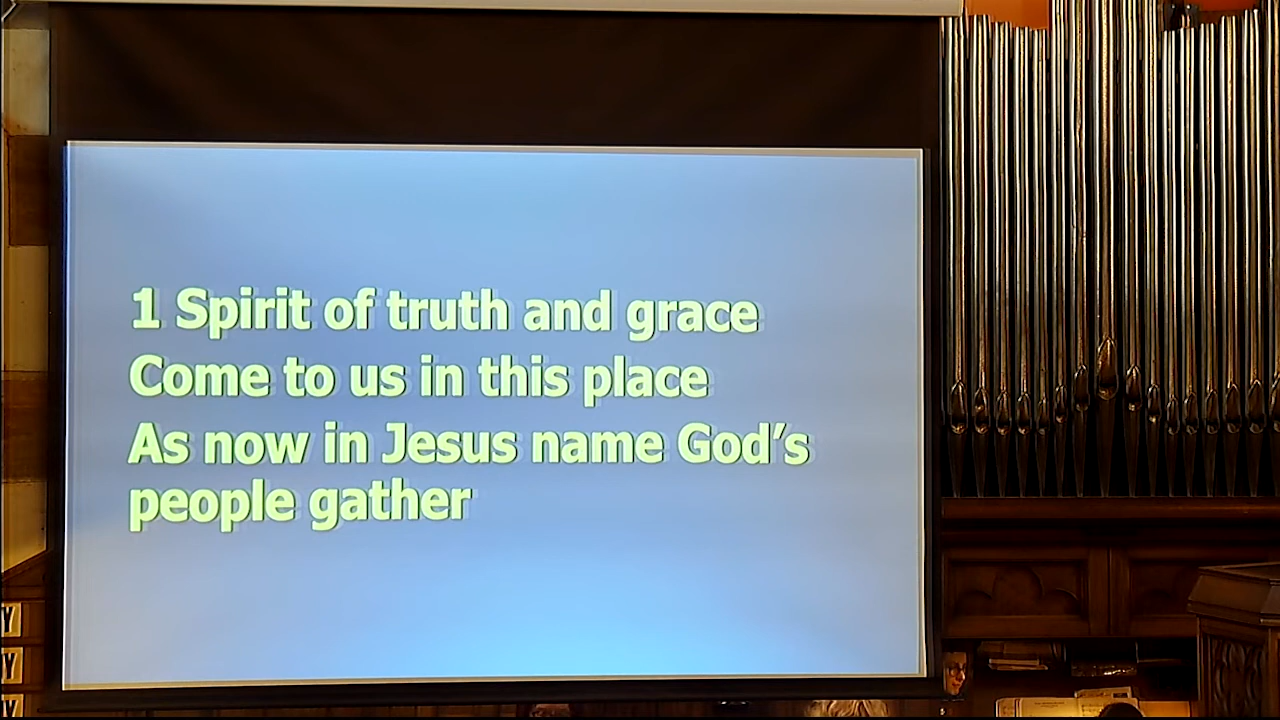 1 Spirit of truth and grace
Come to us in this place
As now in Jesus name God's
people gather
Y
Y
Y